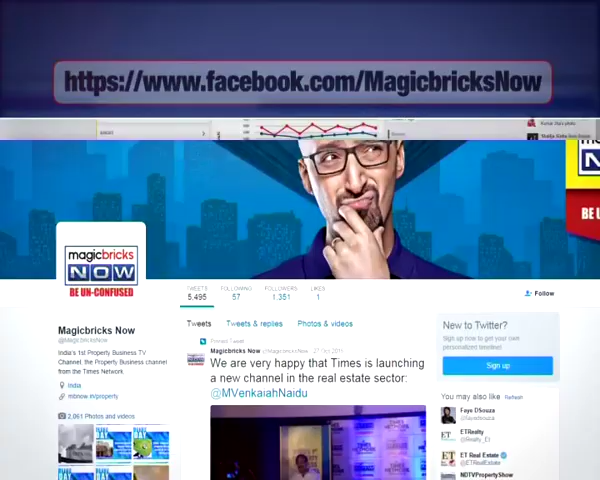 https://www.facebook.com/MagicbricksNow
BE U
magicbricks
NOW
BE UN-CONFUSED
TWEETS
FOLLOWING
FOLLOWERS
LIKES
5,495
57
1,351
1
Follow
Magicbricks Now
@MagicbricksNow
India's 1st Property Business TV
Channel, the Property Business channel
from the Times Network
India
mbnow.in/property
2,061 Photos and videos
Tweets
Tweets & replies
Photos & videos
Pinned Tweet
Magicbricks Now @MagicbricksNow
We are very happy that Times is launching
a new channel in the real estate sector:
@MVenkaiahNaidu
New to Twitter?
Sign up now to get your own
personalized timeline!
Sign up
You may also like
Refresh
Faye DSouza
ETRealty
@Realty_Et
ET Real Estate
@ETRealEstate
NDTVPropertyShow